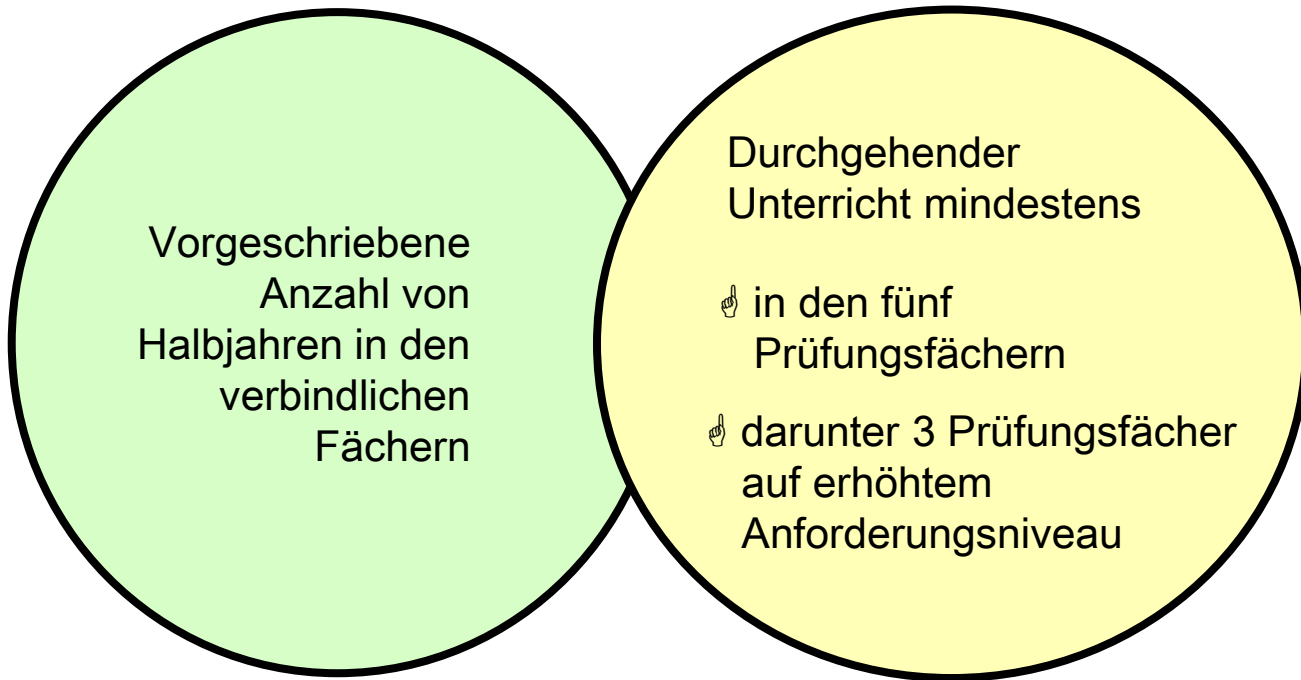 Vorgeschriebene
Anzahl von
Halbjahren in den
verbindlichen
Fächern
Durchgehender
Unterricht mindestens
☝ in den fünf
Prüfungsfächern
☝ darunter 3 Prüfungsfächer
auf erhöhtem
Anforderungsniveau